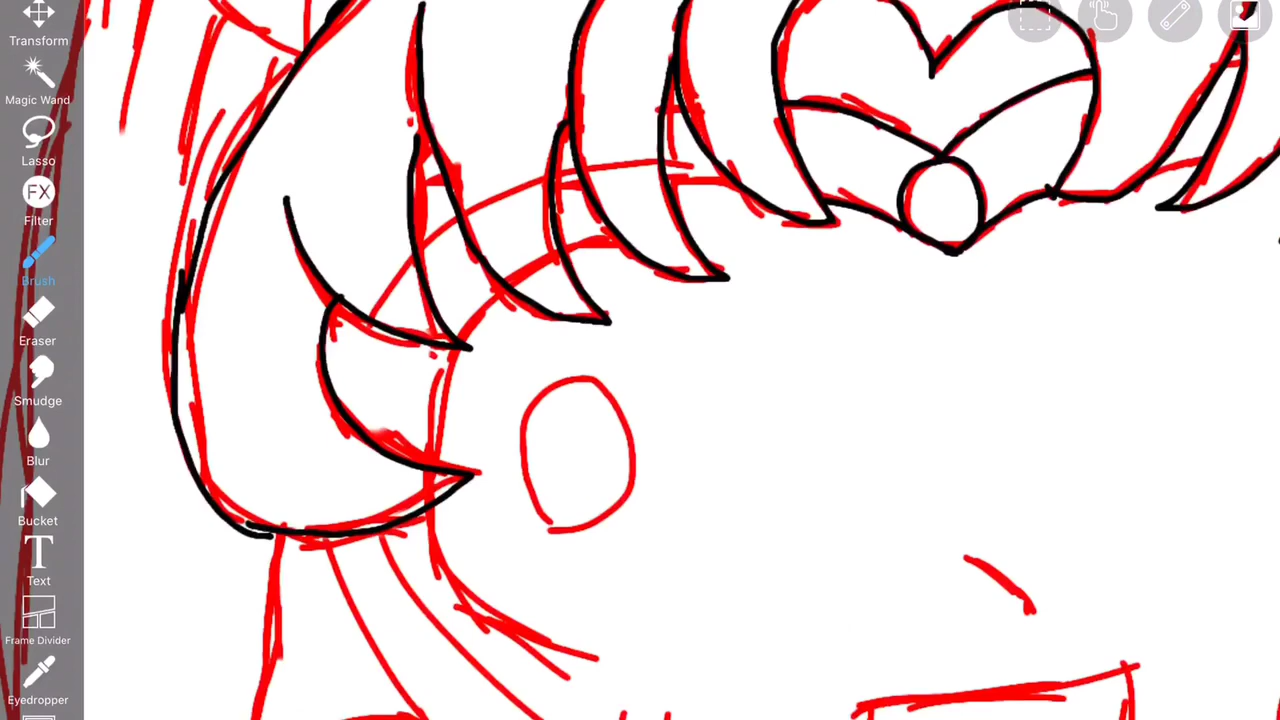 Transform
Magic Wand
Lasso
FX
Filter
Brush
Eraser
Smudge
Blur
Bucket
T
Text
Frame Divider
Eyedropper